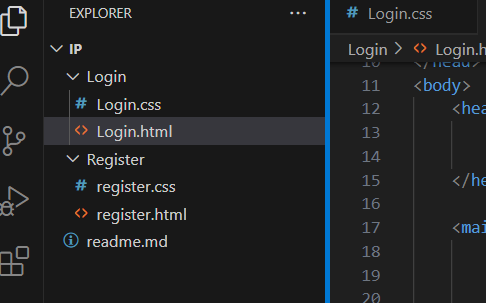 EXPLORER ···
IP
Login
# Login.css
<> Login.html
Register
# register.css
<> register.html
readme.md
# Login.css
Login > <> Login.h
10 </head>
11 <body>
12 <hea
13
14
15 </he
16
17 <mai
18
19
20